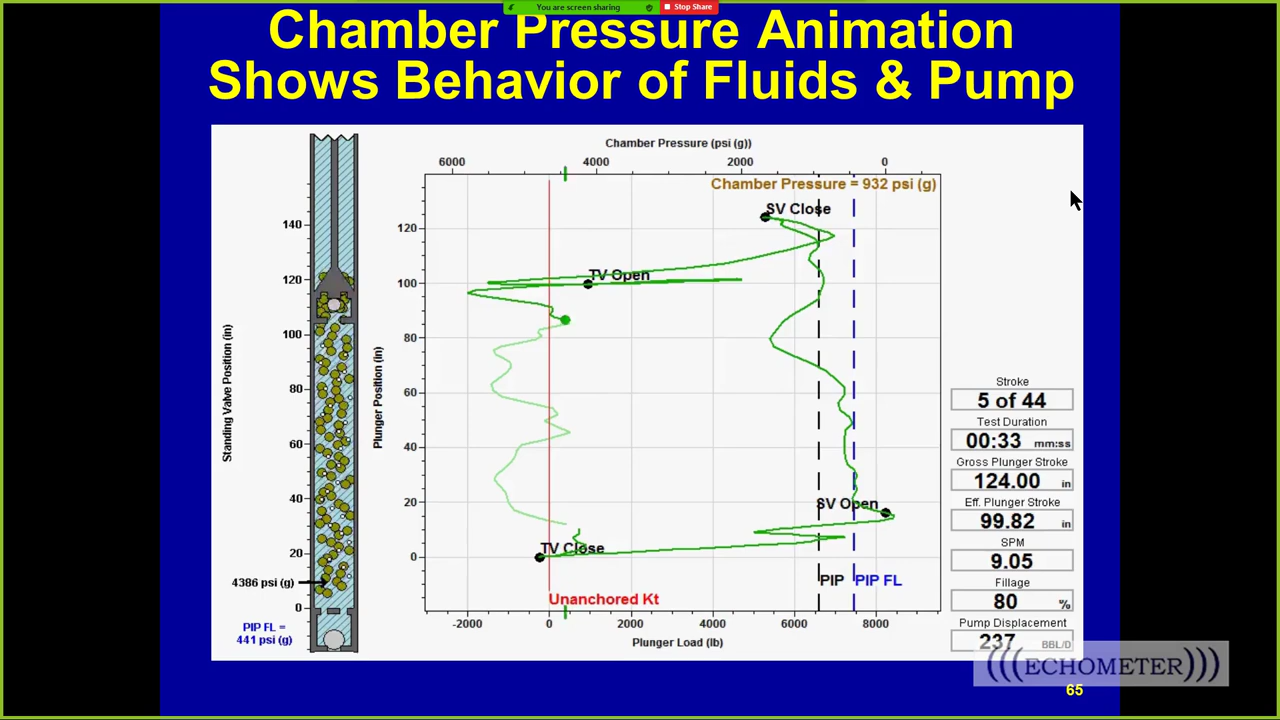 You are screen sharing
Stop Share
Chamber Pressure Animation
Shows Behavior of Fluids & Pump
Chamber Pressure (psi (g))
6000 4000 2000 0
Chamber Pressure = 932 psi (g)
SV Close
TV Open
SV Open
TV Close
PIP
PIP FL
Unanchored Kt
120
100
80
60
40
20
0
Plunger Position (in)
-2000 0 2000 4000 6000 8000
Plunger Load (lb)
140
120
100
80
60
40
20
0
Standing Valve Position (in)
4386 psi (g)
PIP FL =
441 psi (g)
Stroke
5 of 44
Test Duration
00:33 mm:ss
Gross Plunger Stroke
124.00 in
Eff. Plunger Stroke
99.82 in
SPM
9.05
Fillage
80 %
Pump Displacement
237 BBL/D
(((ECHOMETER)))
65